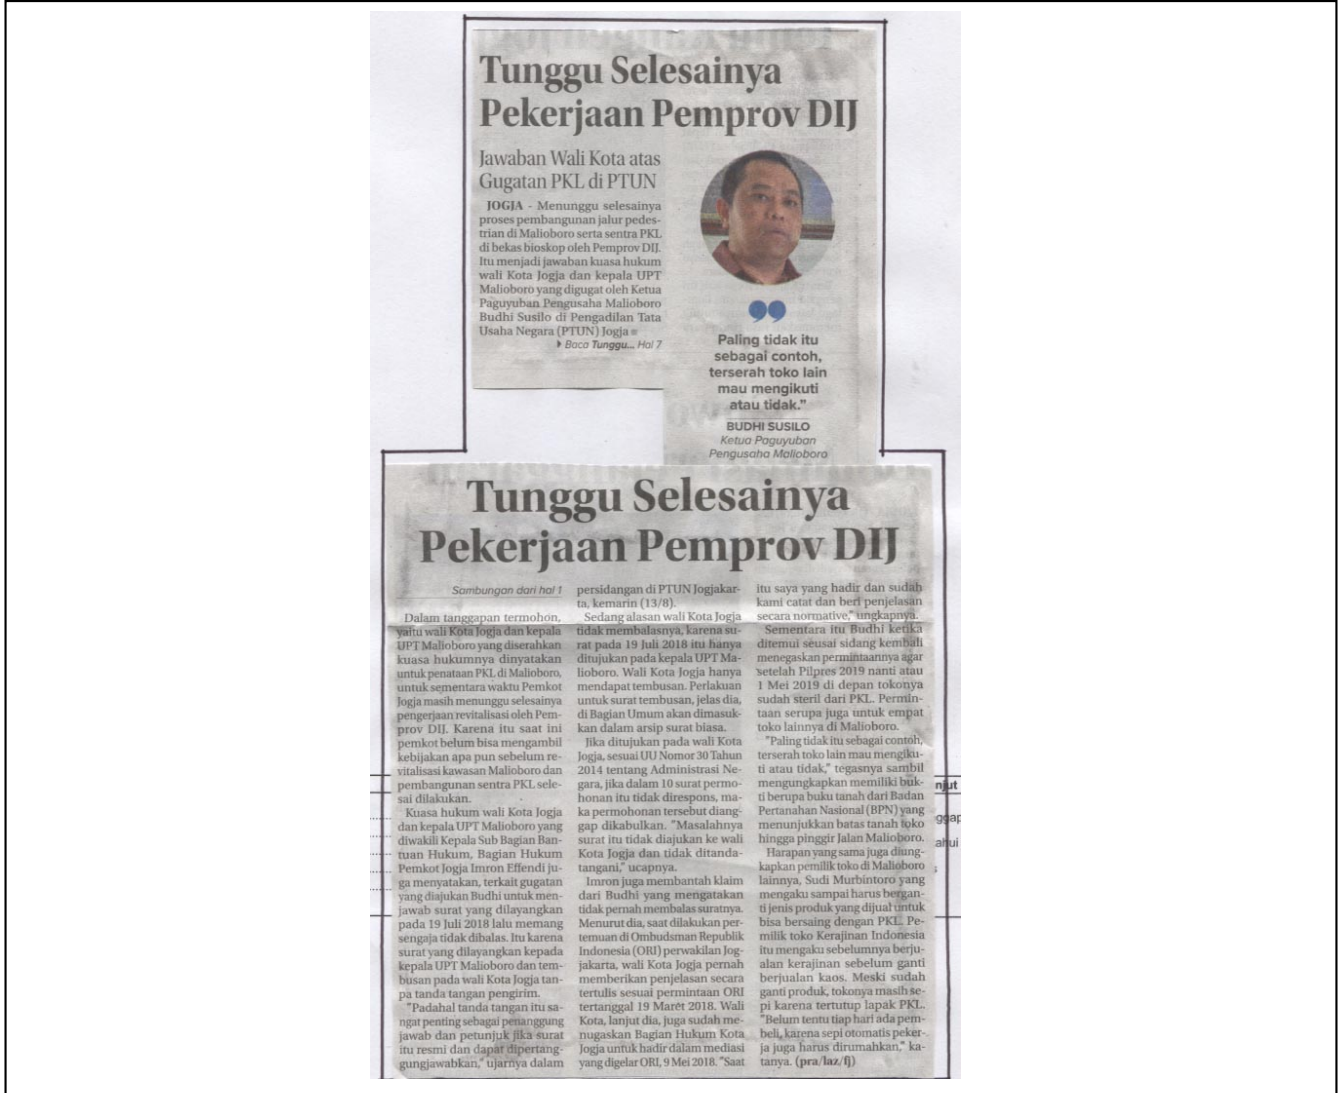 Tunggu Selesainya
Pekerjaan Pemprov DIJ
Jawaban Wali Kota atas
Gugatan PKL di PTUN
JOGJA - Menunggu selesainya
proses pembangunan jalur pedes-
trian di Malioboro serta sentra PKL
di bekas bioskop oleh Pemprov DIJ.
Itu menjadi jawaban kuasa hukum
wali Kota Jogja dan kepala UPT
Malioboro yang digugat oleh Ketua
Paguyuban Pengusaha Malioboro
Budhi Susilo di Pengadilan Tata
Usaha Negara (PTUN) Jogja
Baca Tunggu... Hal 7
Paling tidak itu
sebagai contoh,
terserah toko lain
mau mengikuti
atau tidak."
BUDHI SUSILO
Ketua Paguyuban
Pengusaha Malioboro
Tunggu Selesainya
Pekerjaan Pemprov DIJ
Sambungan dari hal 1
Dalam tanggapan termohon,
yaitu wali Kota Jogja dan kepala
UPT Malioboro yang diserahkan
kuasa hukumnya dinyatakan
untuk penataan PKL di Malioboro,
untuk sementara waktu Pemkot
Jogja masih menunggu selesainya
pengerjaan revitalisasi oleh Pem-
prov DIJ. Karena itu saat ini
pemkot belum bisa mengambil
kebijakan apa pun sebelum re-
vitalisasi kawasan Malioboro dan
pembangunan sentra PKL sele-
sai dilakukan.
Kuasa hukum wali Kota Jogja
dan kepala UPT Malioboro yang
diwakili Kepala Sub Bagian Ban-
tuan Hukum, Bagian Hukum
Pemkot Jogja Imron Effendi ju-
ga menyatakan, terkait gugatan
yang diajukan Budhi untuk men-
jawab surat yang dilayangkan
pada 19 Juli 2018 lalu memang
sengaja tidak dibalas. Itu karena
surat yang dilayangkan kepada
kepala UPT Malioboro dan tem-
busan pada wali Kota Jogja tan-
pa tanda tangan pengirim.
"Padahal tanda tangan itu sa-
ngat penting sebagai penanggung
jawab dan petunjuk jika surat
itu resmi dan dapat dipertang-
gungjawabkan," ujarnya dalam
persidangan di PTUN Jogjakar-
ta, kemarin (13/8).
Sedang alasan wali Kota Jogja
tidak membalasnya, karena su-
rat pada 19 Juli 2018 itu hanya
ditujukan pada kepala UPT Ma-
lioboro. Wali Kota Jogja hanya
mendapat tembusan. Perlakuan
untuk surat tembusan, jelas dia,
di Bagian Umum akan dimasuk-
kan dalam arsip surat biasa.
Jika ditujukan pada wali Kota
Jogja, sesuai UU Nomor 30 Tahun
2014 tentang Administrasi Ne-
gara, jika dalam 10 surat permo-
honan itu tidak direspons, ma-
ka permohonan tersebut diang-
gap dikabulkan. "Masalahnya
surat itu tidak diajukan ke wali
Kota Jogja dan tidak ditanda-
tangani," ucapnya.
Imron juga membantah klaim
dari Budhi yang mengatakan
tidak pernah membalas suratnya.
Menurut dia, saat dilakukan per-
temuan di Ombudsman Republik
Indonesia (ORI) perwakilan Jog-
jakarta, wali Kota Jogja pernah
memberikan penjelasan secara
tertulis sesuai permintaan ORI
tertanggal 19 Maret 2018. Wali
Kota, lanjut dia, juga sudah me-
nugaskan Bagian Hukum Kota
Jogja untuk hadir dalam mediasi
yang digelar ORI, 9 Mei 2018. "Saat
itu saya yang hadir dan sudah
kami catat dan beri penjelasan
secara normative," ungkapnya.
Sementara itu Budhi ketika
ditemui seusai sidang kembali
menegaskan permintaannya agar
setelah Pilpres 2019 nanti atau
1 Mei 2019 di depan tokonya
sudah steril dari PKL. Permin-
taan serupa juga untuk empat
toko lainnya di Malioboro.
"Paling tidak itu sebagai contoh,
terserah toko lain mau mengiku-
ti atau tidak," tegasnya sambil
mengungkapkan memiliki buk-
ti berupa buku tanah dari Badan
Pertanahan Nasional (BPN) yang
menunjukkan batas tanah toko
hingga pinggir Jalan Malioboro.
Harapan yang sama juga diung-
kapkan pemilik toko di Malioboro
lainnya, Sudi Murbintoro yang
mengaku sampai harus bergan-
ti jenis produk yang dijual untuk
bisa bersaing dengan PKL. Pe-
milik toko Kerajinan Indonesia
itu mengaku sebelumnya berju-
alan kerajinan sebelum ganti
berjualan kaos. Meski sudah
ganti produk, tokonya masih se-
pi karena tertutup lapak PKL.
"Belum tentu tiap hari ada pem-
beli, karena sepi otomatis peker-
ja juga harus dirumahkan," ka-
tanya. (pra/laz/fj)
njut
ggap
ahui